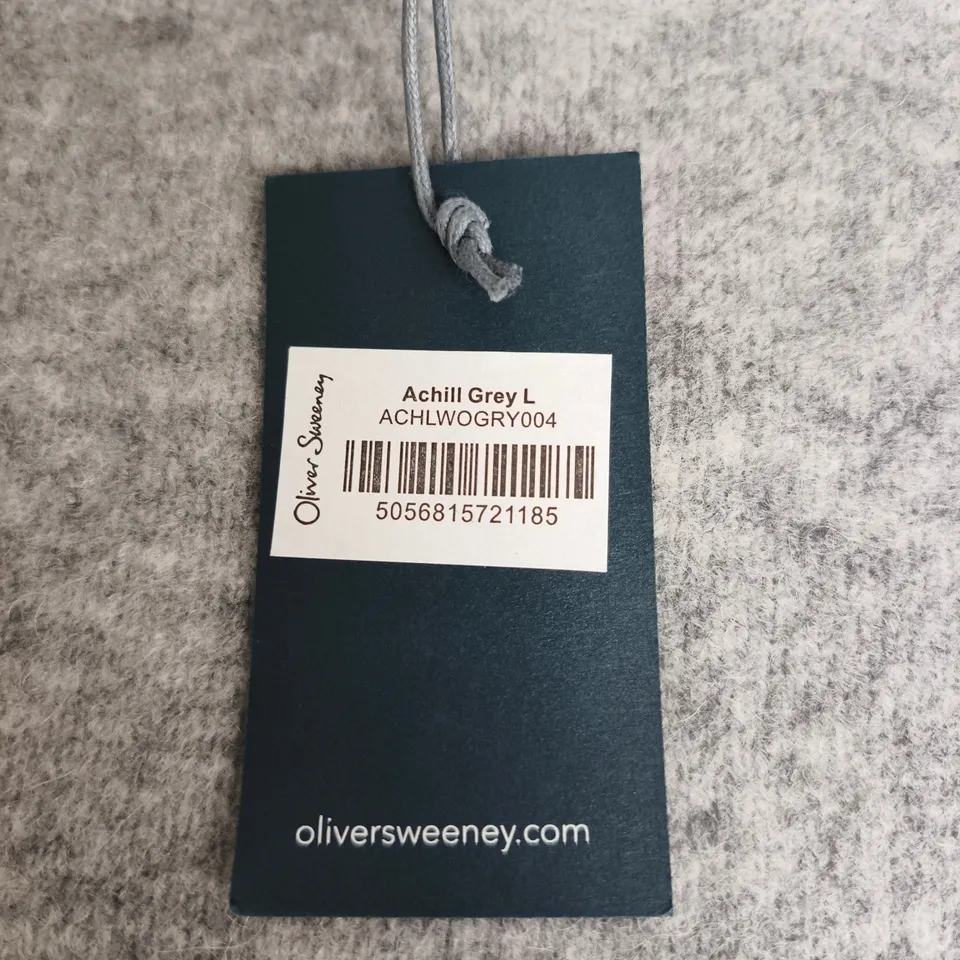 Oliver Sweeney
Achill Grey L
ACHLWOGRY004
5056815721185
oliversweeney.com